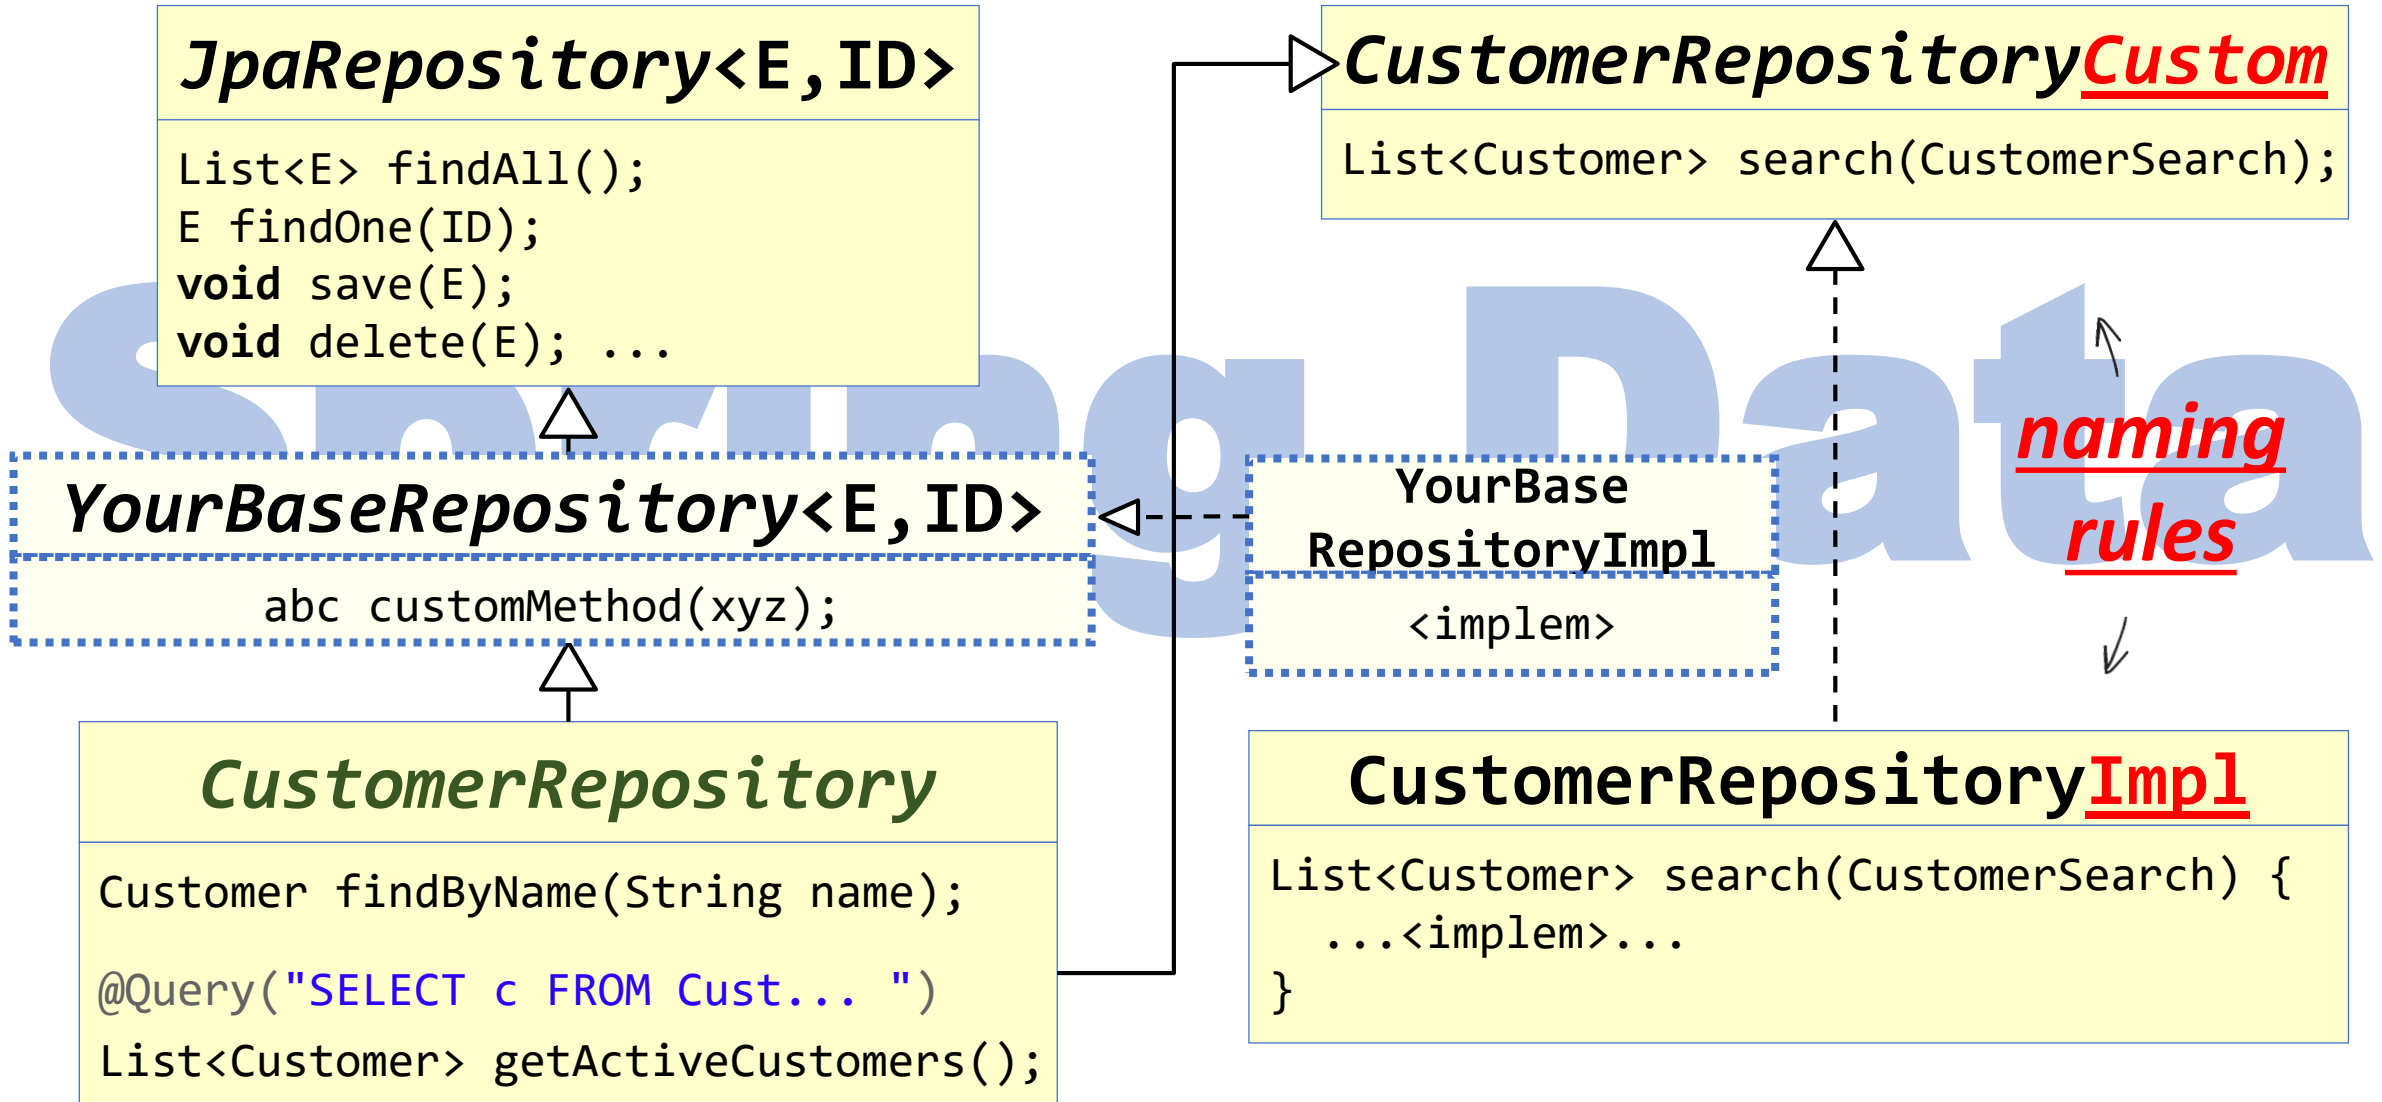 JpaRepository<E,ID>
List<E> findAll();
E findOne(ID);
void save(E);
void delete(E); ...
CustomerRepositoryCustom
List<Customer> search(CustomerSearch);
Spring Data
naming
rules
YourBaseRepository<E,ID>
abc customMethod(xyz);
YourBase
RepositoryImpl
<implem>
CustomerRepository
Customer findByName(String name);
@Query("SELECT c FROM Cust... ")
List<Customer> getActiveCustomers();
CustomerRepositoryImpl
List<Customer> search(CustomerSearch) {
...<implem>...
}